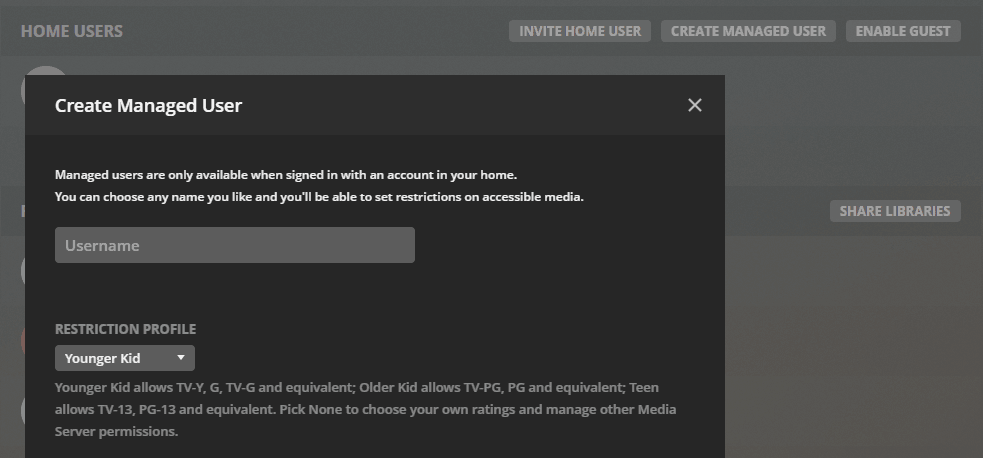 HOME USERS
INVITE HOME USER
CREATE MANAGED USER
ENABLE GUEST
Create Managed User
Managed users are only available when signed in with an account in your home.
You can choose any name you like and you'll be able to set restrictions on accessible media.
SHARE LIBRARIES
Username
RESTRICTION PROFILE
Younger Kid
Younger Kid allows TV-Y, G, TV-G and equivalent; Older Kid allows TV-PG, PG and equivalent; Teen
allows TV-13, PG-13 and equivalent. Pick None to choose your own ratings and manage other Media
Server permissions.